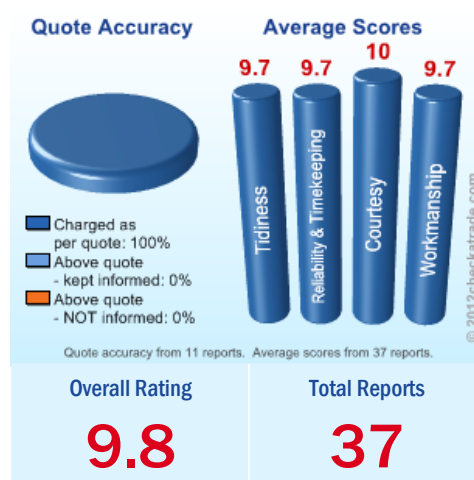 Quote Accuracy
Average Scores
9.7
9.7
10
9.7
Tidiness
Reliability & Timekeeping
Courtesy
Workmanship
Charged as
per quote: 100%
Above quote
- kept informed: 0%
Above quote
- NOT informed: 0%
© 2012checkatrade.com
Quote accuracy from 11 reports. Average scores from 37 reports.
Overall Rating
Total Reports
9.8
37